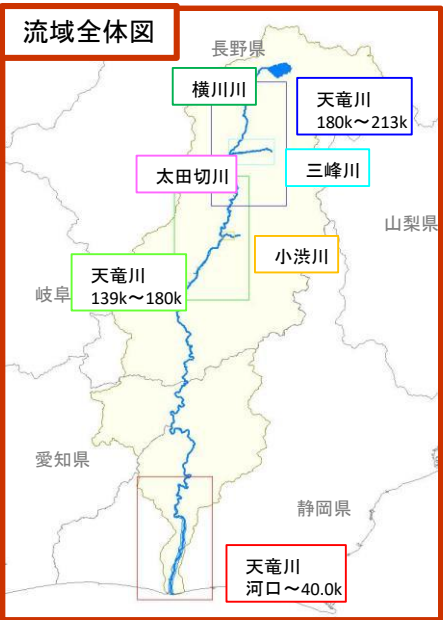 流域全体図
長野県
横川川
天竜川
180k～213k
太田切川
三峰川
山梨県
小渋川
天竜川
139k～180k
岐阜
愛知県
静岡県
天竜川
河口～40.0k